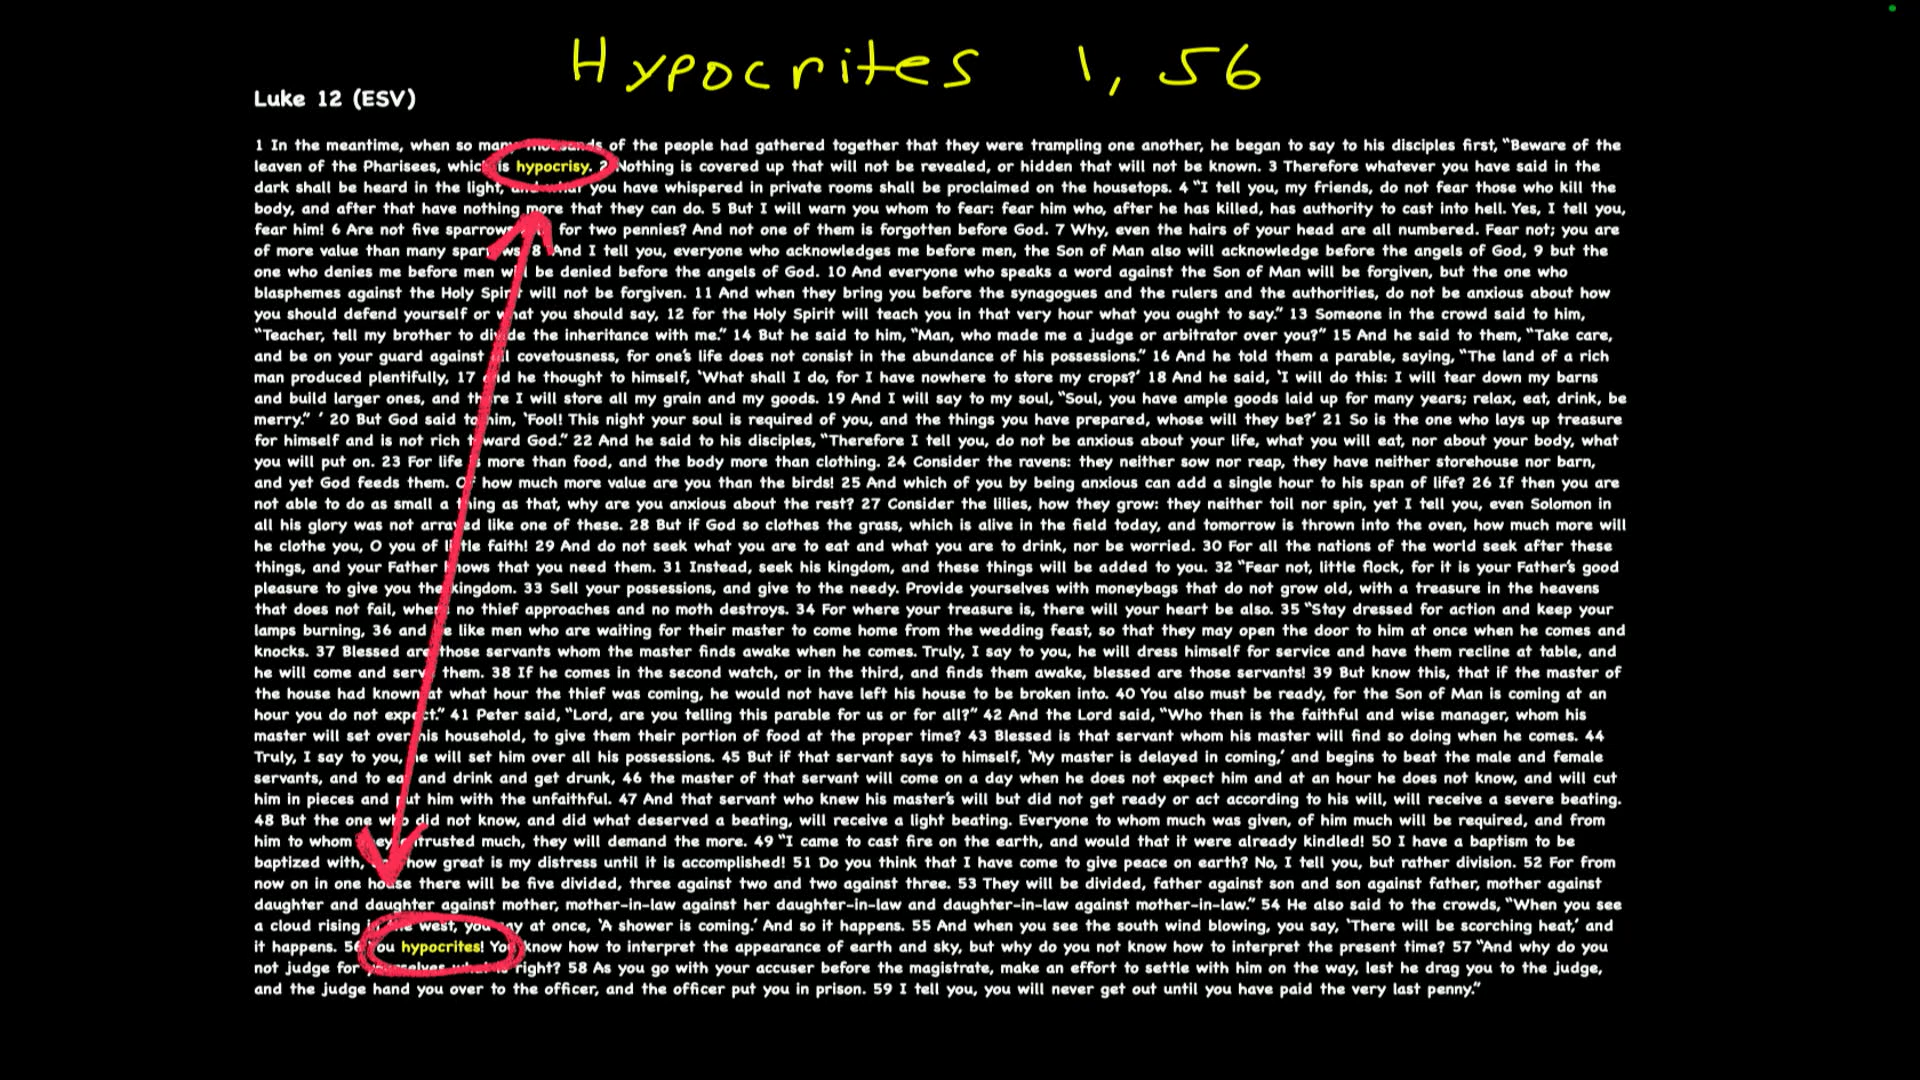 Hypocrites 1, 56
Luke 12 (ESV)
1 In the meantime, when so many thousands of the people had gathered together that they were trampling one another, he began to say to his disciples first, “Beware of the
leaven of the Pharisees, which is hypocrisy. 2 Nothing is covered up that will not be revealed, or hidden that will not be known. 3 Therefore whatever you have said in the
dark shall be heard in the light, and what you have whispered in private rooms shall be proclaimed on the housetops. 4 “I tell you, my friends, do not fear those who kill the
body, and after that have nothing more that they can do. 5 But I will warn you whom to fear: fear him who, after he has killed, has authority to cast into hell. Yes, I tell you,
fear him! 6 Are not five sparrows sold for two pennies? And not one of them is forgotten before God. 7 Why, even the hairs of your head are all numbered. Fear not; you are
of more value than many sparrows. 8 “And I tell you, everyone who acknowledges me before men, the Son of Man also will acknowledge before the angels of God, 9 but the
one who denies me before men will be denied before the angels of God. 10 And everyone who speaks a word against the Son of Man will be forgiven, but the one who
blasphemes against the Holy Spirit will not be forgiven. 11 And when they bring you before the synagogues and the rulers and the authorities, do not be anxious about how
you should defend yourself or what you should say, 12 for the Holy Spirit will teach you in that very hour what you ought to say.” 13 Someone in the crowd said to him,
“Teacher, tell my brother to divide the inheritance with me.” 14 But he said to him, “Man, who made me a judge or arbitrator over you?” 15 And he said to them, “Take care,
and be on your guard against all covetousness, for one’s life does not consist in the abundance of his possessions.” 16 And he told them a parable, saying, “The land of a rich
man produced plentifully, 17 and he thought to himself, ‘What shall I do, for I have nowhere to store my crops?’ 18 And he said, ‘I will do this: I will tear down my barns
and build larger ones, and there I will store all my grain and my goods. 19 And I will say to my soul, “Soul, you have ample goods laid up for many years; relax, eat, drink, be
merry.” ’ 20 But God said to him, ‘Fool! This night your soul is required of you, and the things you have prepared, whose will they be?’ 21 So is the one who lays up treasure
for himself and is not rich toward God.” 22 And he said to his disciples, “Therefore I tell you, do not be anxious about your life, what you will eat, nor about your body, what
you will put on. 23 For life is more than food, and the body more than clothing. 24 Consider the ravens: they neither sow nor reap, they have neither storehouse nor barn,
and yet God feeds them. Of how much more value are you than the birds! 25 And which of you by being anxious can add a single hour to his span of life? 26 If then you are
not able to do as small a thing as that, why are you anxious about the rest? 27 Consider the lilies, how they grow: they neither toil nor spin, yet I tell you, even Solomon in
all his glory was not arrayed like one of these. 28 But if God so clothes the grass, which is alive in the field today, and tomorrow is thrown into the oven, how much more will
he clothe you, O you of little faith! 29 And do not seek what you are to eat and what you are to drink, nor be worried. 30 For all the nations of the world seek after these
things, and your Father knows that you need them. 31 Instead, seek his kingdom, and these things will be added to you. 32 “Fear not, little flock, for it is your Father’s good
pleasure to give you the kingdom. 33 Sell your possessions, and give to the needy. Provide yourselves with moneybags that do not grow old, with a treasure in the heavens
that does not fail, where no thief approaches and no moth destroys. 34 For where your treasure is, there will your heart be also. 35 “Stay dressed for action and keep your
lamps burning, 36 and be like men who are waiting for their master to come home from the wedding feast, so that they may open the door to him at once when he comes and
knocks. 37 Blessed are those servants whom the master finds awake when he comes. Truly, I say to you, he will dress himself for service and have them recline at table, and
he will come and serve them. 38 If he comes in the second watch, or in the third, and finds them awake, blessed are those servants! 39 But know this, that if the master of
the house had known at what hour the thief was coming, he would not have left his house to be broken into. 40 You also must be ready, for the Son of Man is coming at an
hour you do not expect.” 41 Peter said, “Lord, are you telling this parable for us or for all?” 42 And the Lord said, “Who then is the faithful and wise manager, whom his
master will set over his household, to give them their portion of food at the proper time? 43 Blessed is that servant whom his master will find so doing when he comes. 44
Truly, I say to you, he will set him over all his possessions. 45 But if that servant says to himself, ‘My master is delayed in coming,’ and begins to beat the male and female
servants, and to eat and drink and get drunk, 46 the master of that servant will come on a day when he does not expect him and at an hour he does not know, and will cut
him in pieces and put him with the unfaithful. 47 And that servant who knew his master’s will but did not get ready or act according to his will, will receive a severe beating.
48 But the one who did not know, and did what deserved a beating, will receive a light beating. Everyone to whom much was given, of him much will be required, and from
him to whom they entrusted much, they will demand the more. 49 “I came to cast fire on the earth, and would that it were already kindled! 50 I have a baptism to be
baptized with, and how great is my distress until it is accomplished! 51 Do you think that I have come to give peace on earth? No, I tell you, but rather division. 52 For from
now on in one house there will be five divided, three against two and two against three. 53 They will be divided, father against son and son against father, mother against
daughter and daughter against mother, mother-in-law against her daughter-in-law and daughter-in-law against mother-in-law.” 54 He also said to the crowds, “When you see
a cloud rising in the west, you say at once, ‘A shower is coming.’ And so it happens. 55 And when you see the south wind blowing, you say, ‘There will be scorching heat,’ and
it happens. 56 You hypocrites! You know how to interpret the appearance of earth and sky, but why do you not know how to interpret the present time? 57 “And why do you
not judge for yourselves what is right? 58 As you go with your accuser before the magistrate, make an effort to settle with him on the way, lest he drag you to the judge,
and the judge hand you over to the officer, and the officer put you in prison. 59 I tell you, you will never get out until you have paid the very last penny.”